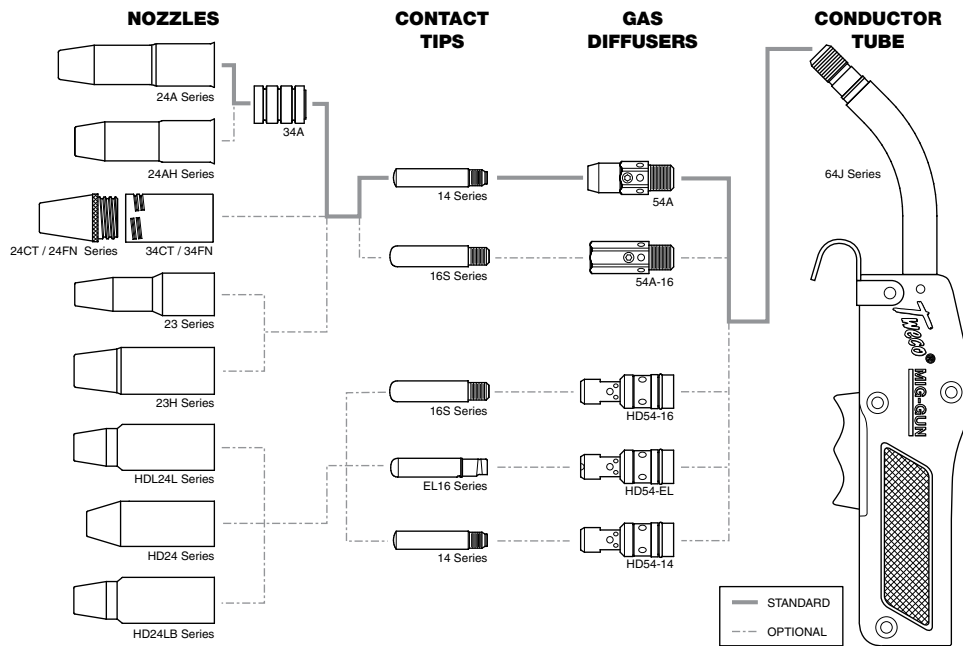 NOZZLES
CONTACT
TIPS
GAS
DIFFUSERS
CONDUCTOR
TUBE
24A Series
34A
24AH Series
24CT / 24FN Series
34CT / 34FN
23 Series
23H Series
HDL24L Series
HD24 Series
HD24LB Series
14 Series
16S Series
16S Series
EL16 Series
14 Series
54A
54A-16
HD54-16
HD54-EL
HD54-14
64J Series
Tweco®
MIG-GUN
STANDARD
OPTIONAL